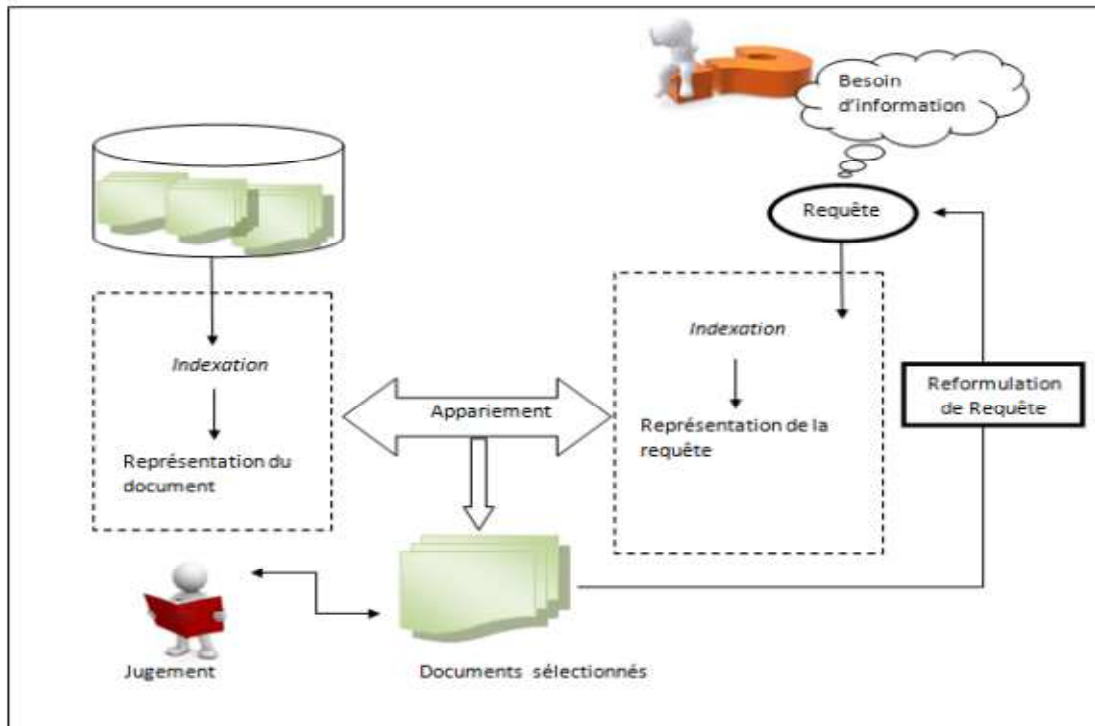 Besoin
d'information
Requête
Indexation
Représentation du
document
Appariement
Indexation
Représentation de la
requête
Reformulation
de Requête
Jugement
Documents sélectionnés